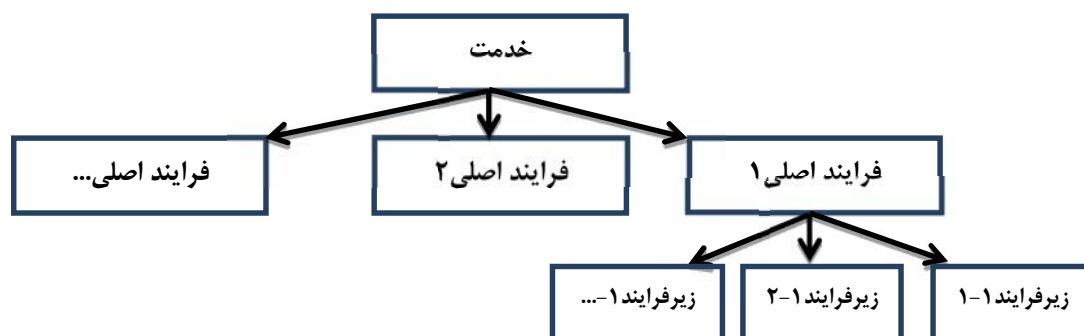 خدمت
فرایند اصلی۱
فرایند اصلی۲
فرایند اصلی...
زیرفرایند۱-۱
زیرفرایند۱-۲
زیرفرایند۱-...